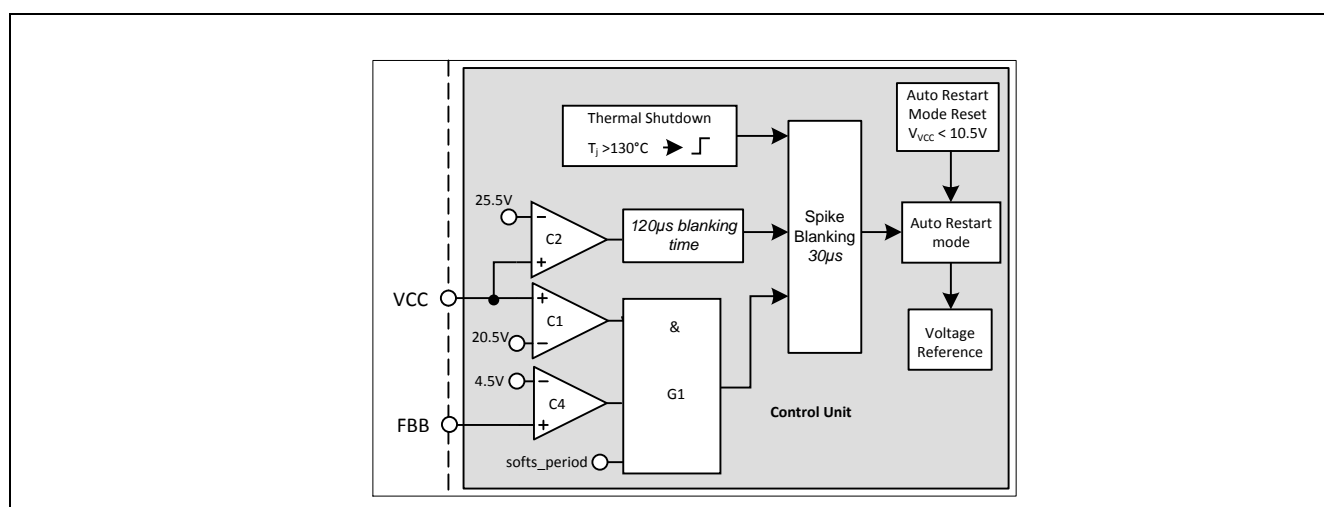 Thermal Shutdown
Tj >130°C
Auto Restart
Mode Reset
VVCC < 10.5V
25.5V
C2
120µs blanking
time
Spike
Blanking
30µs
Auto Restart
mode
VCC
C1
20.5V
&
Voltage
Reference
4.5V
C4
G1
Control Unit
FBB
softs_period
+
−
+
−
−
+